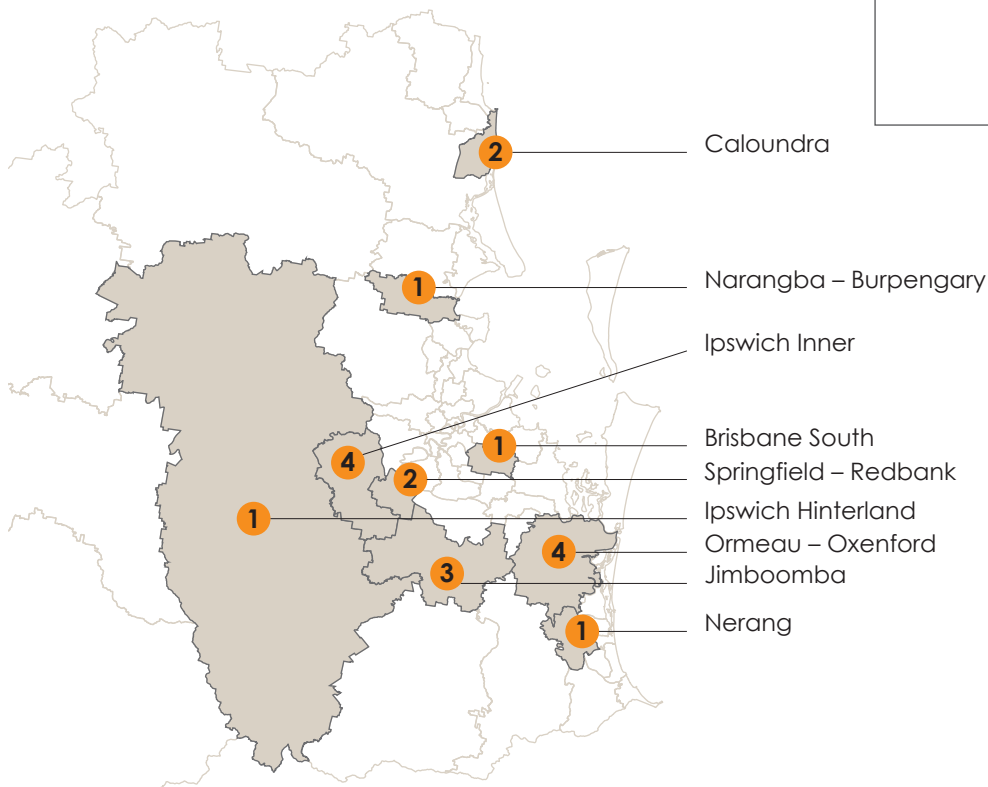 2 Caloundra
1 Narangba – Burpengary
Ipswich Inner
1 Brisbane South
4
2 Springfield – Redbank
1 Ipswich Hinterland
4 Ormeau – Oxenford
3 Jimboomba
1 Nerang